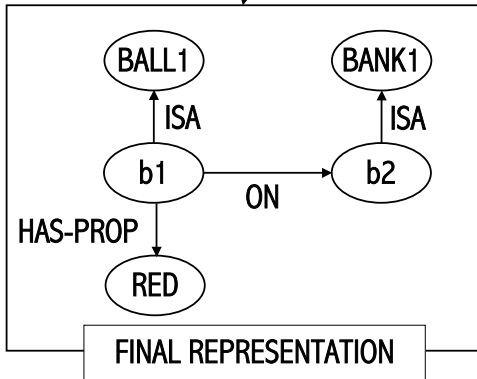 BALL1 BANK1
ISA ISA
b1 b2
ON
HAS-PROP
RED
FINAL REPRESENTATION